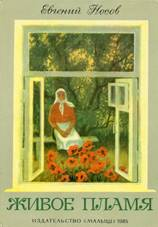 Евгений Носов
ЖИВОЕ ПЛАМЯ
ИЗДАТЕЛЬСТВО «МАЛЫШ» 1985